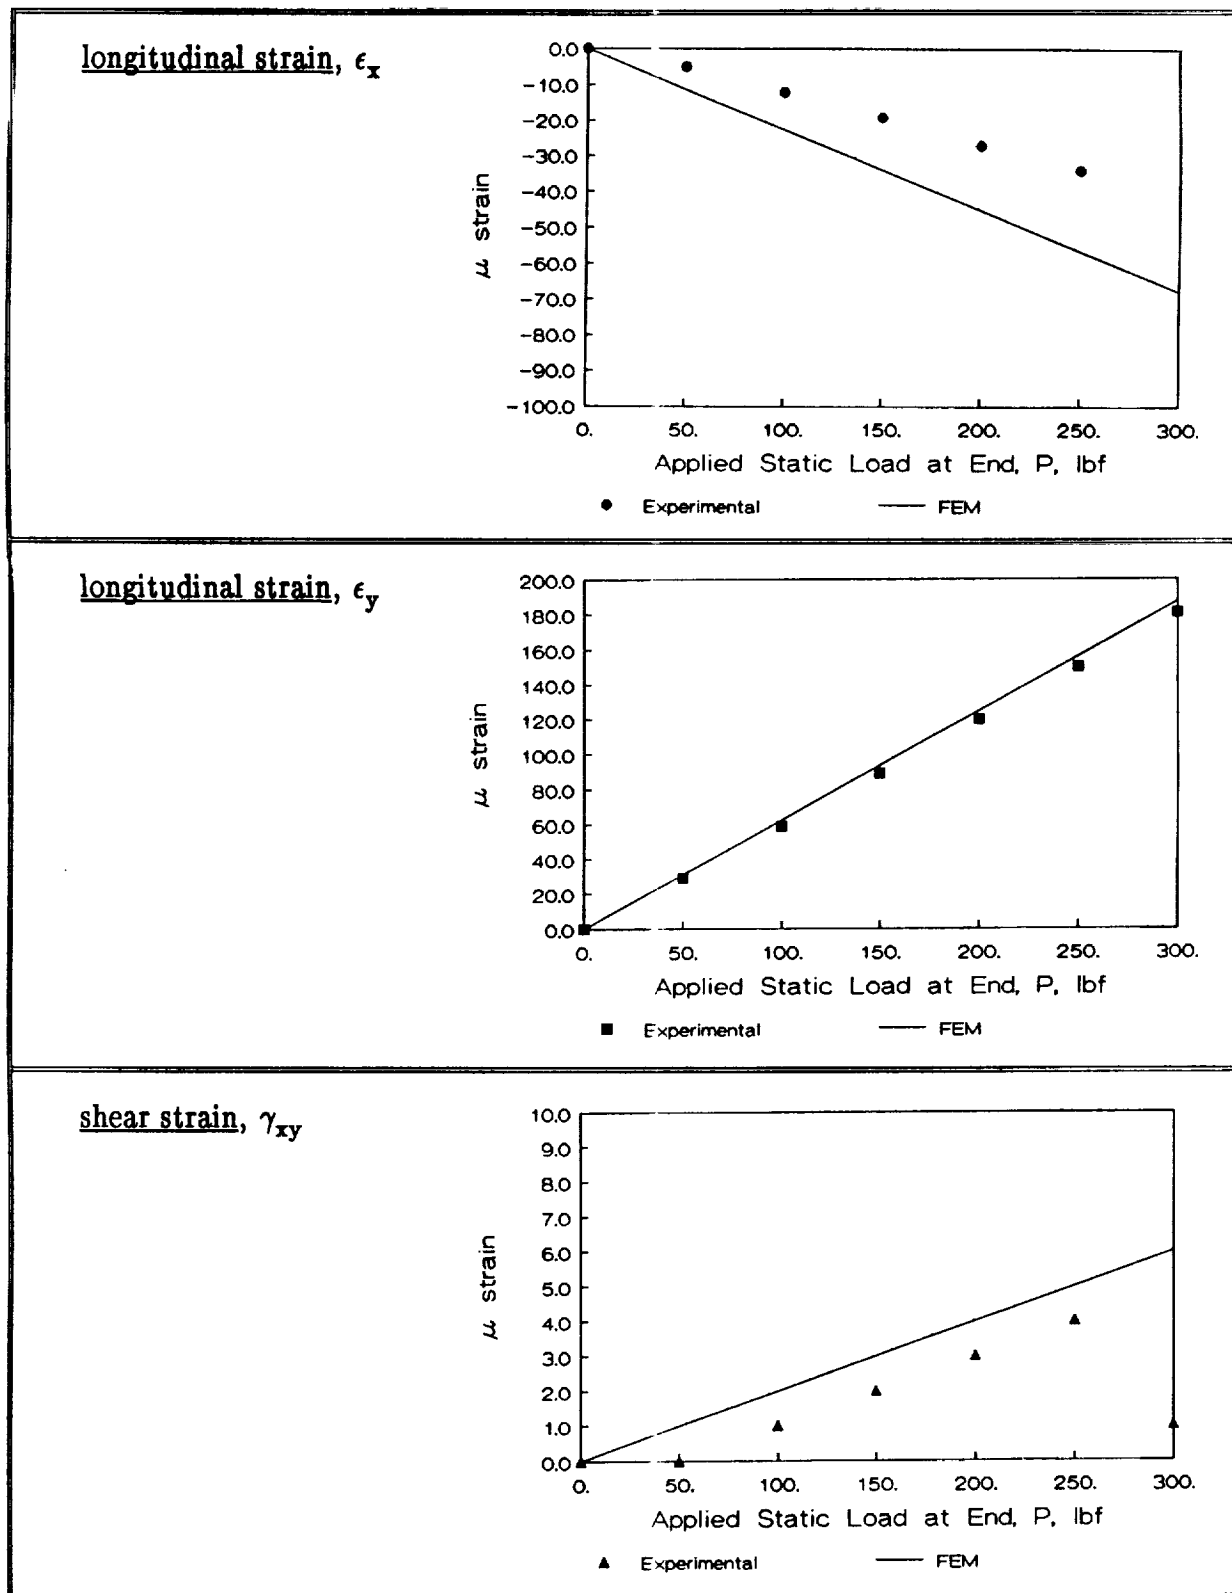 longitudinal strain, ϵx
0.0
-10.0
-20.0
-30.0
-40.0
-50.0
-60.0
-70.0
-80.0
-90.0
-100.0
μ strain
0. 50. 100. 150. 200. 250. 300.
Applied Static Load at End, P, lbf
Experimental FEM
longitudinal strain, ϵy
200.0
180.0
160.0
140.0
120.0
100.0
80.0
60.0
40.0
20.0
0.0
μ strain
0. 50. 100. 150. 200. 250. 300.
Applied Static Load at End, P, lbf
Experimental FEM
shear strain, γxy
10.0
9.0
8.0
7.0
6.0
5.0
4.0
3.0
2.0
1.0
0.0
μ strain
0. 50. 100. 150. 200. 250. 300.
Applied Static Load at End, P, lbf
Experimental FEM